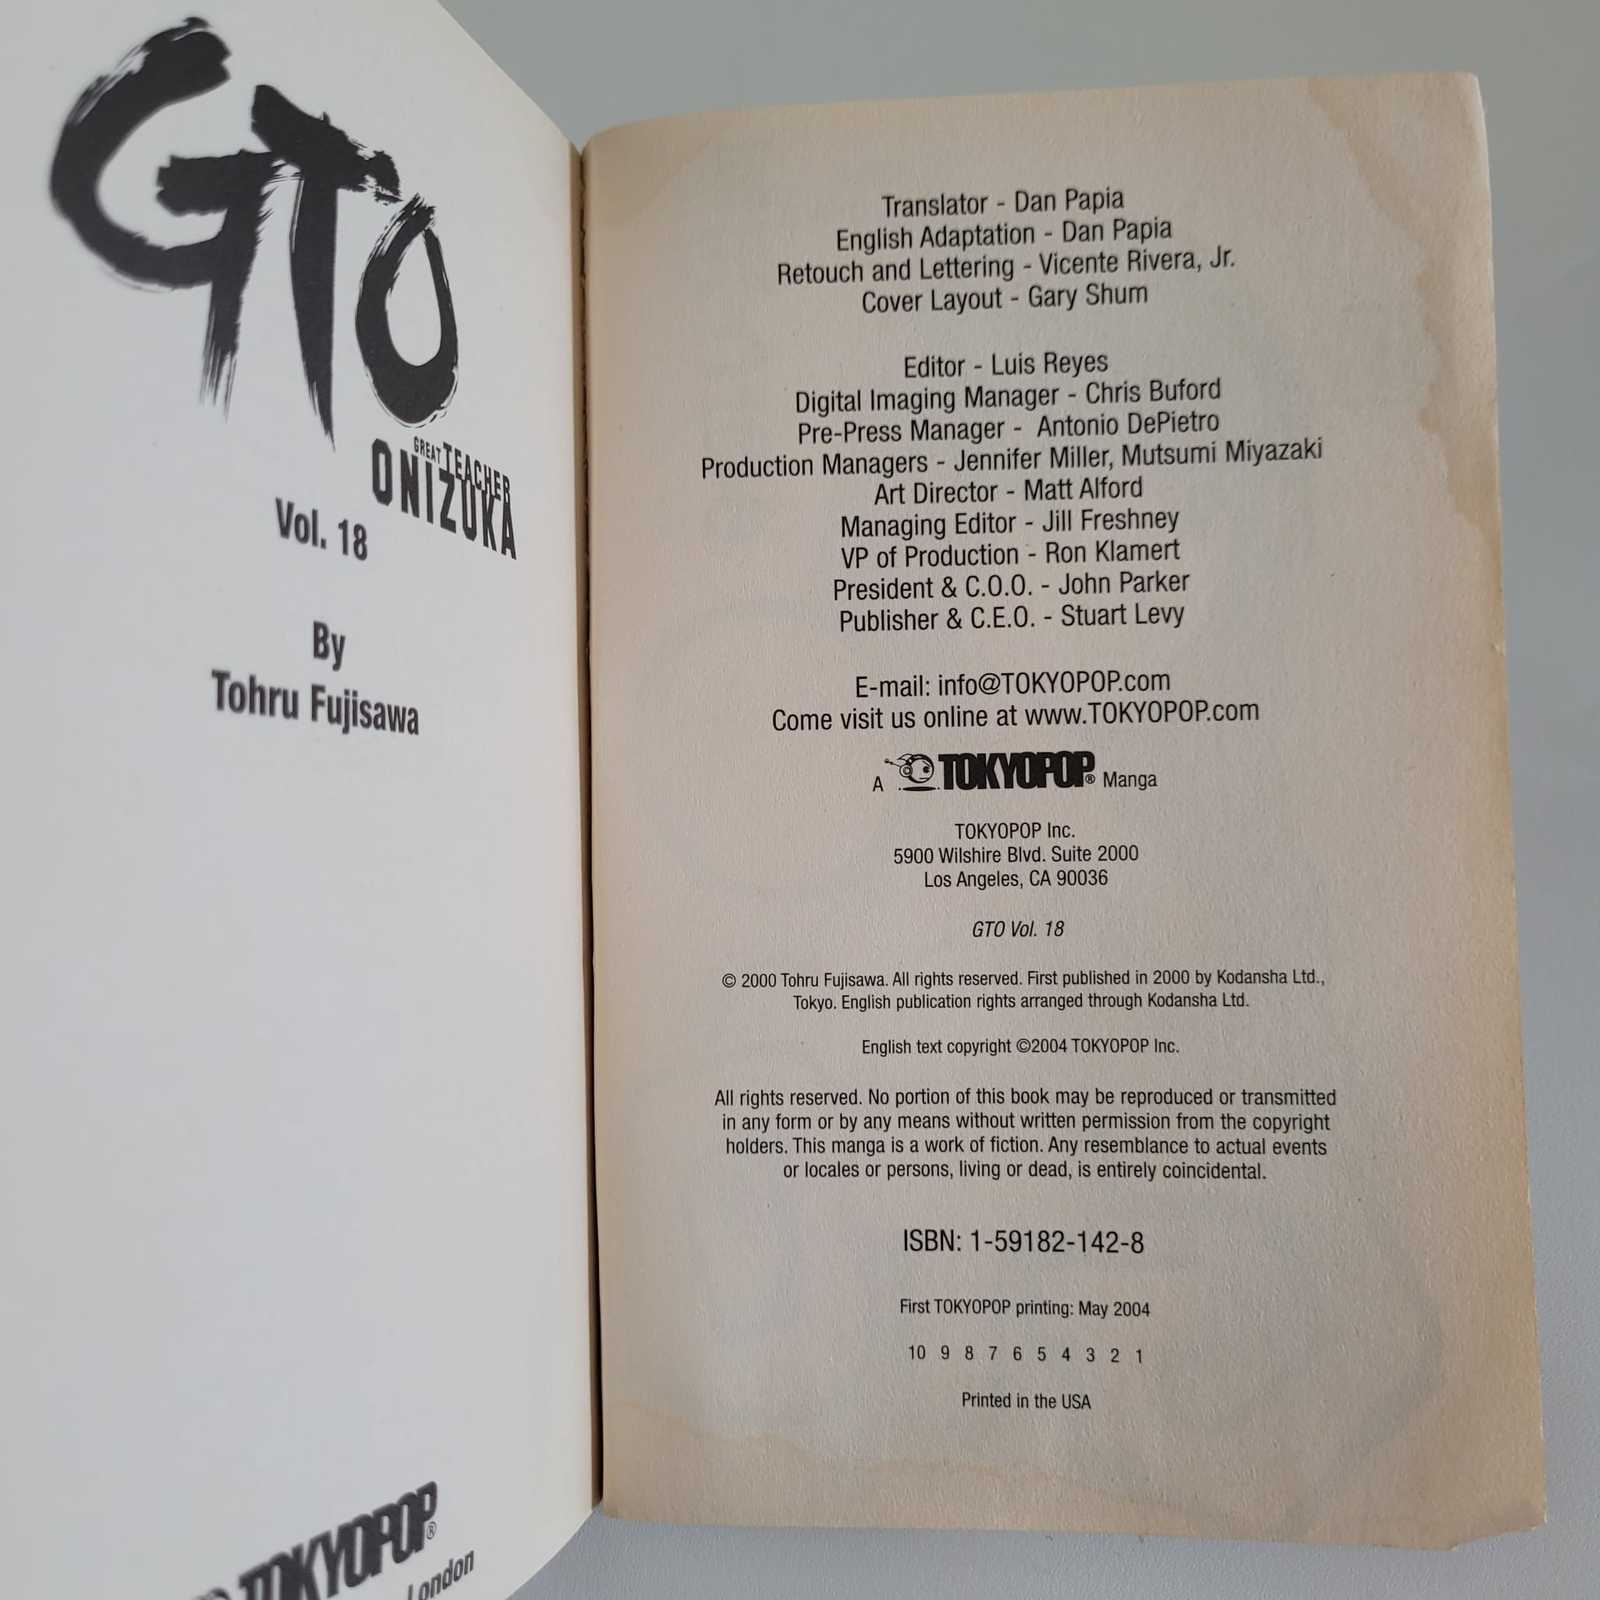 GTO
GREAT TEACHER
ONIZUKA
Vol. 18
By
Tohru Fujisawa
TOKYOPOP®
London
Translator - Dan Papia
English Adaptation - Dan Papia
Retouch and Lettering - Vicente Rivera, Jr.
Cover Layout - Gary Shum
Editor - Luis Reyes
Digital Imaging Manager - Chris Buford
Pre-Press Manager - Antonio DePietro
Production Managers - Jennifer Miller, Mutsumi Miyazaki
Art Director - Matt Alford
Managing Editor - Jill Freshney
VP of Production - Ron Klamert
President & C.O.O. - John Parker
Publisher & C.E.O. - Stuart Levy
E-mail: info@TOKYOPOP.com
Come visit us online at www.TOKYOPOP.com
A TOKYOPOP® Manga
TOKYOPOP Inc.
5900 Wilshire Blvd. Suite 2000
Los Angeles, CA 90036
GTO Vol. 18
© 2000 Tohru Fujisawa. All rights reserved. First published in 2000 by Kodansha Ltd.,
Tokyo. English publication rights arranged through Kodansha Ltd.
English text copyright ©2004 TOKYOPOP Inc.
All rights reserved. No portion of this book may be reproduced or transmitted
in any form or by any means without written permission from the copyright
holders. This manga is a work of fiction. Any resemblance to actual events
or locales or persons, living or dead, is entirely coincidental.
ISBN: 1-59182-142-8
First TOKYOPOP printing: May 2004
10 9 8 7 6 5 4 3 2 1
Printed in the USA